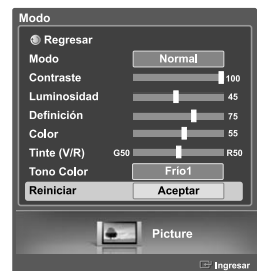 Modo
Regresar
Modo Normal
Contraste 100
Luminosidad 45
Definición 75
Color 55
Tinte (V/R) G50 R50
Tono Color Frio1
Reiniciar Aceptar
Picture
Ingresar